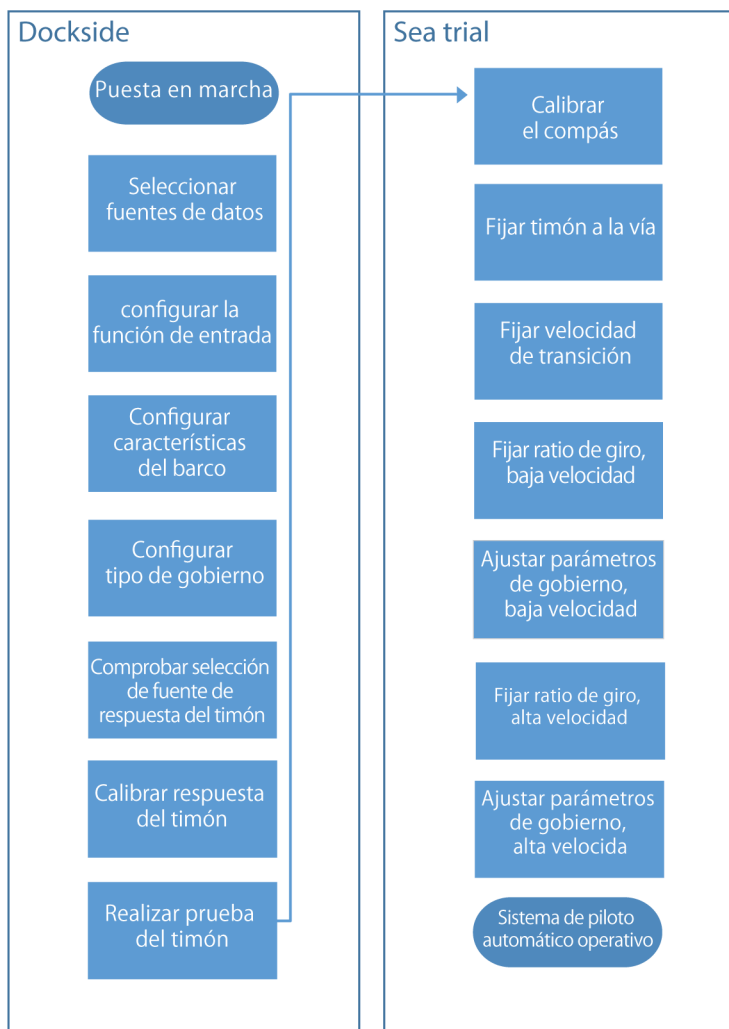 Dockside
Puesta en marcha
Seleccionar
fuentes de datos
configurar la
función de entrada
Configurar
característícas
del barco
Configurar
tipo de gobierno
Comprobar selección
de fuente de
respuesta del timón
Calibrar respuesta
del timón
Realizar prueba
del timón
Sea trial
Calibrar
el compás
Fijar timón a la vía
Fijar velocidad
de transición
Fijar ratio de giro,
baja velocidad
Ajustar parámetros
de gobierno,
baja velocidad
Fijar ratio de giro,
alta velocidad
Ajustar parámetros
de gobierno,
alta velocida
Sistema de piloto
automático operativo